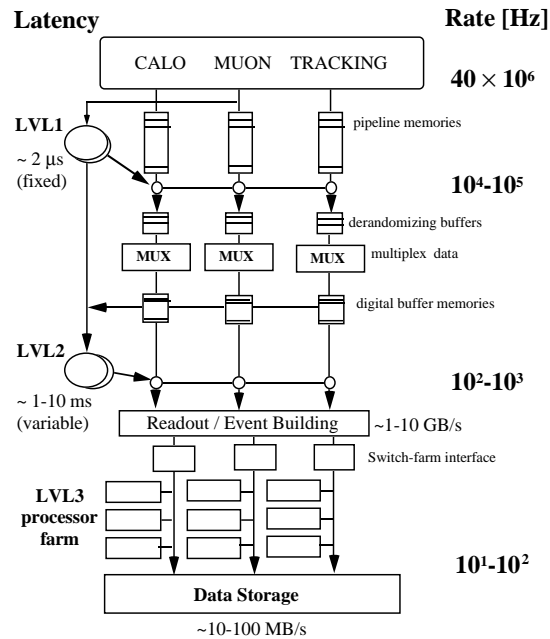 Latency
Rate [Hz]
CALO MUON TRACKING
40 × 10⁶
LVL1
pipeline memories
~ 2 µs
(fixed)
10⁴-10⁵
derandomizing buffers
MUX MUX MUX
multiplex data
digital buffer memories
LVL2
~ 1-10 ms
(variable)
10²-10³
Readout / Event Building
~1-10 GB/s
Switch-farm interface
LVL3
processor
farm
10¹-10²
Data Storage
~10-100 MB/s